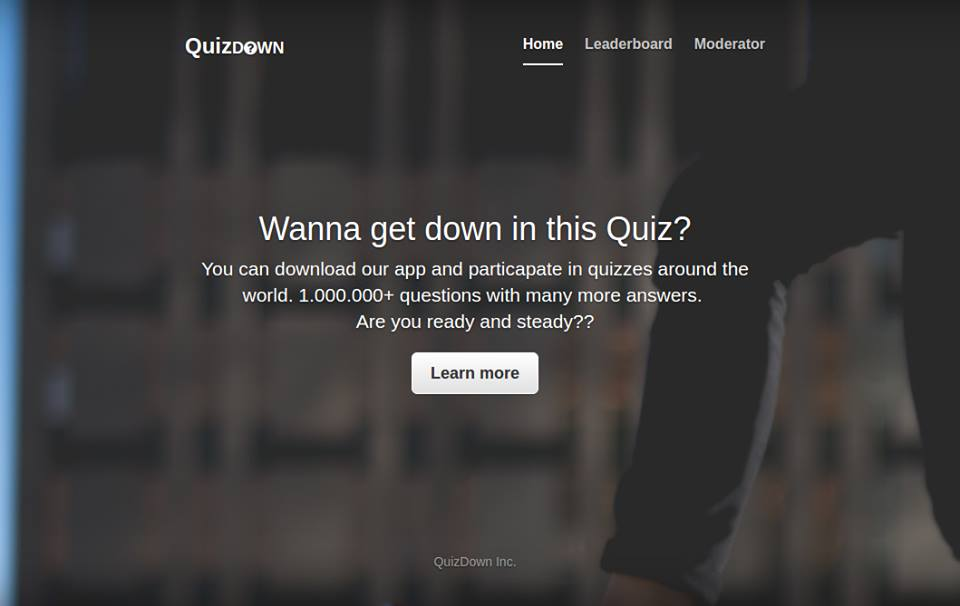 QuizDOWN
Home Leaderboard Moderator
Wanna get down in this Quiz?
You can download our app and particapate in quizzes around the
world. 1.000.000+ questions with many more answers.
Are you ready and steady??
Learn more
QuizDown Inc.